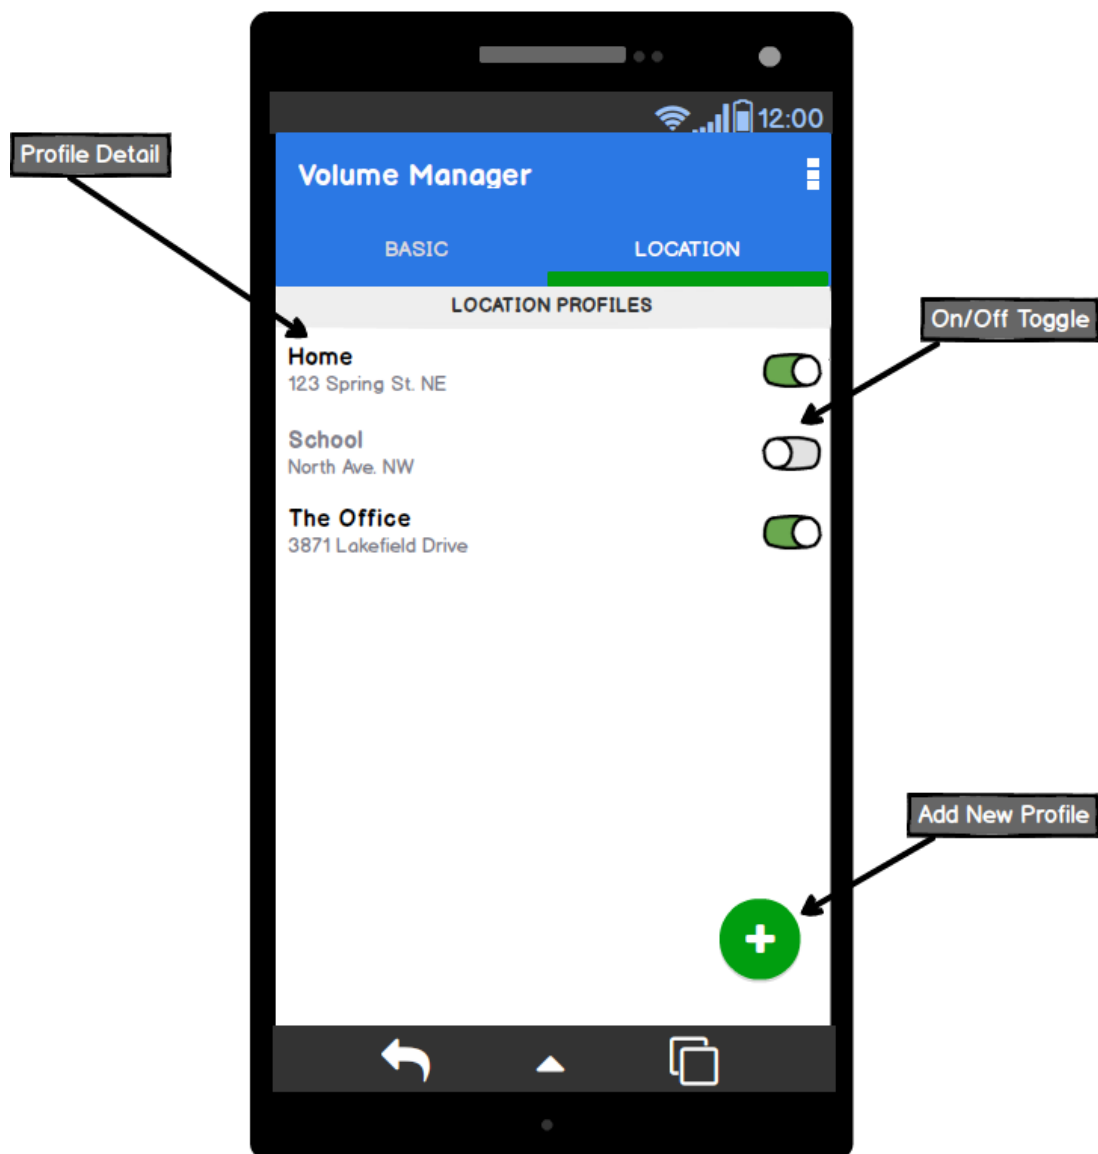 12:00
Profile Detail
Volume Manager
BASIC LOCATION
LOCATION PROFILES
On/Off Toggle
Home
123 Spring St. NE
School
North Ave. NW
The Office
3871 Lakefield Drive
Add New Profile